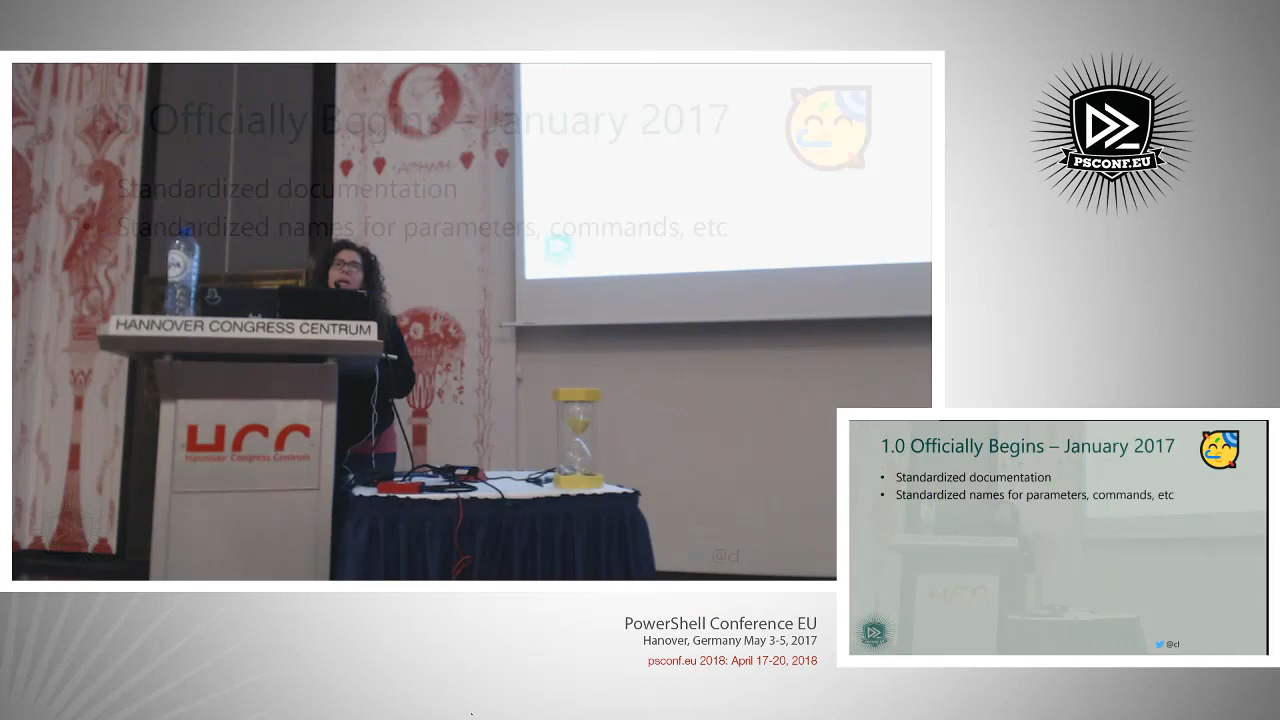 1.0 Officially Begins – January 2017
Standardized documentation
Standardized names for parameters, commands, etc
PSCONF.EU
HANNOVER CONGRESS CENTRUM
HCC
Hannover Congress Centrum
@cl
1.0 Officially Begins – January 2017
• Standardized documentation
• Standardized names for parameters, commands, etc
@cl
PowerShell Conference EU
Hanover, Germany May 3-5, 2017
psconf.eu 2018: April 17-20, 2018